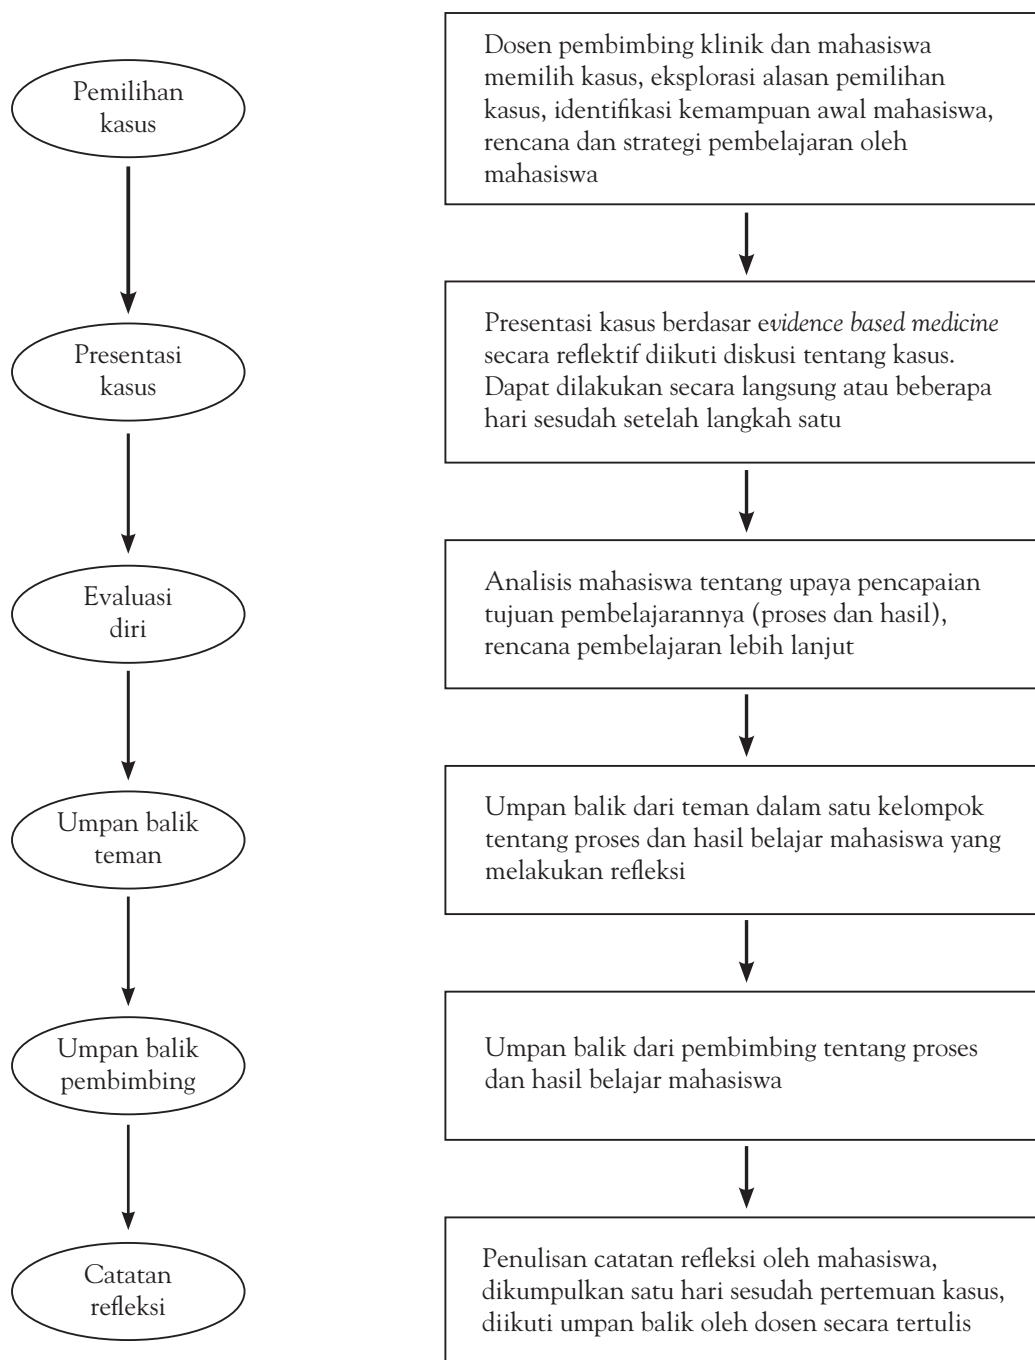 Pemilihan
kasus
Dosen pembimbing klinik dan mahasiswa
memilih kasus, eksplorasi alasan pemilihan
kasus, identifikasi kemampuan awal mahasiswa,
rencana dan strategi pembelajaran oleh
mahasiswa
Presentasi
kasus
Presentasi kasus berdasar evidence based medicine
secara reflektif diikuti diskusi tentang kasus.
Dapat dilakukan secara langsung atau beberapa
hari sesudah setelah langkah satu
Evaluasi
diri
Analisis mahasiswa tentang upaya pencapaian
tujuan pembelajarannya (proses dan hasil),
rencana pembelajaran lebih lanjut
Umpan balik
teman
Umpan balik dari teman dalam satu kelompok
tentang proses dan hasil belajar mahasiswa yang
melakukan refleksi
Umpan balik
pembimbing
Umpan balik dari pembimbing tentang proses
dan hasil belajar mahasiswa
Catatan
refleksi
Penulisan catatan refleksi oleh mahasiswa,
dikumpulkan satu hari sesudah pertemuan kasus,
diikuti umpan balik oleh dosen secara tertulis